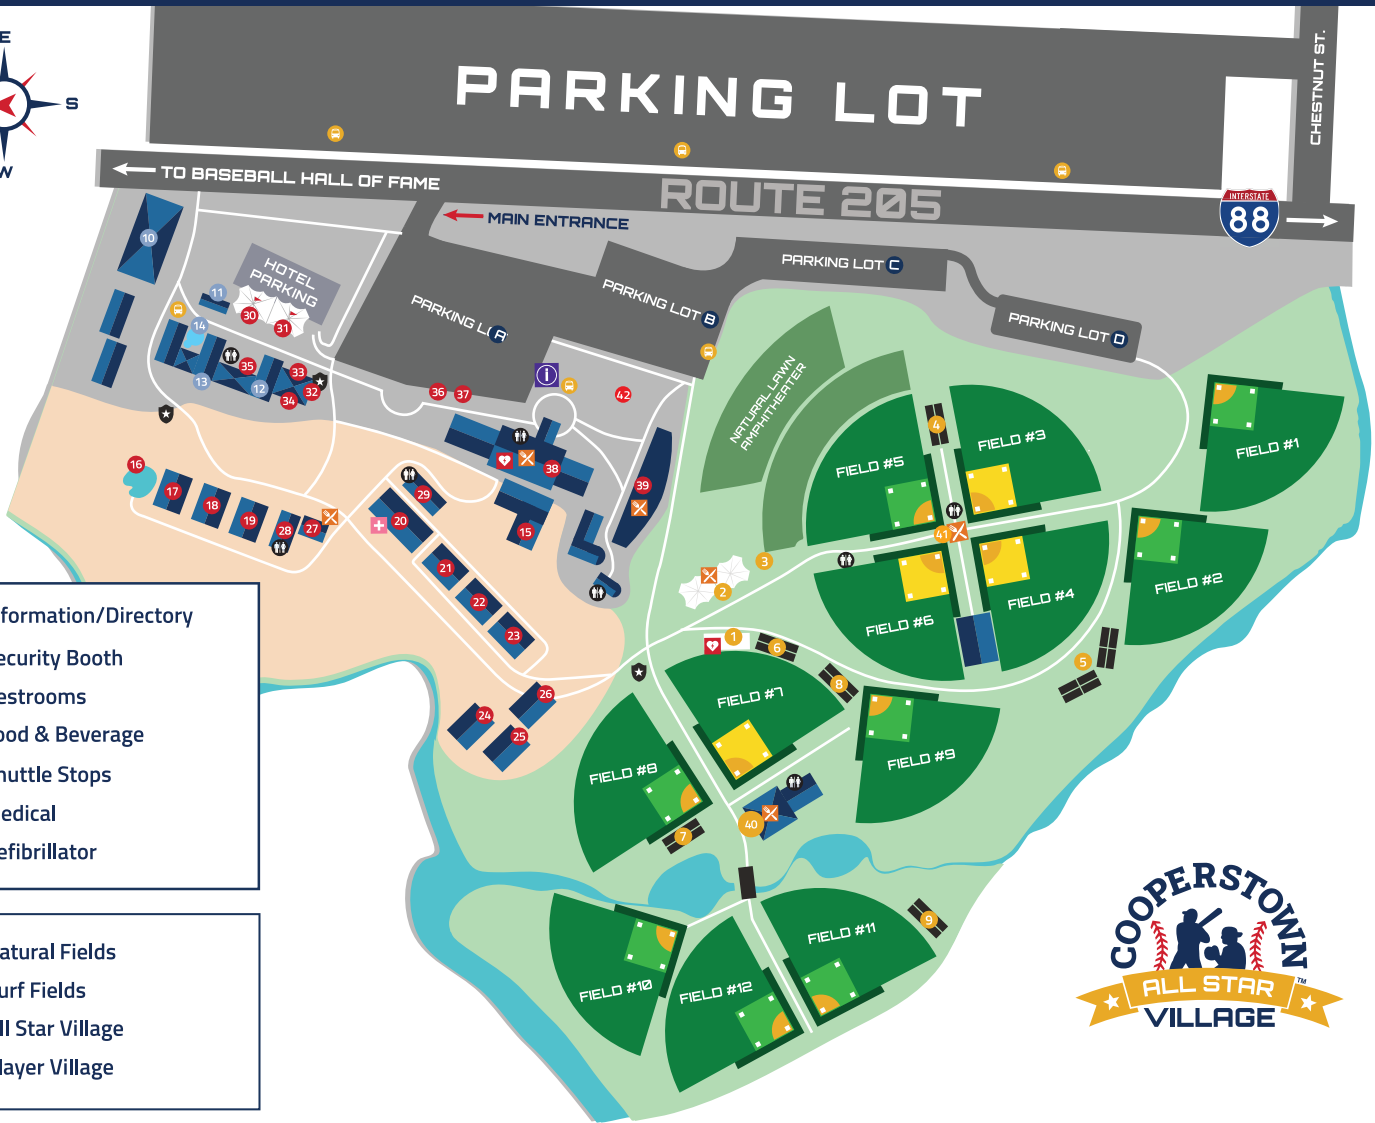 E
S
W
PARKING LOT
CHESTNUT ST.
TO BASEBALL HALL OF FAME
ROUTE 205
INTERSTATE
88
MAIN ENTRANCE
10
HOTEL
PARKING
PARKING LOT C
PARKING LOT B
PARKING L A
PARKING LOT D
11
30
31
14
13
35
12
33
32
34
36
37
i
42
NATURAL LAWN
AMPHITHEATER
4
FIELD #3
FIELD #5
FIELD #1
16
17
18
19
28
27
29
20
38
15
39
41
21
22
23
3
2
FIELD #6
FIELD #4
FIELD #2
1
6
8
5
24
25
26
FIELD #7
FIELD #8
FIELD #9
7
40
9
FIELD #10
FIELD #12
FIELD #11
nformation/Directory
ecurity Booth
estrooms
ood & Beverage
huttle Stops
edical
efibrillator
atural Fields
urf Fields
ll Star Village
layer Village
COOPERSTOWN
ALL STAR
TM
VILLAGE